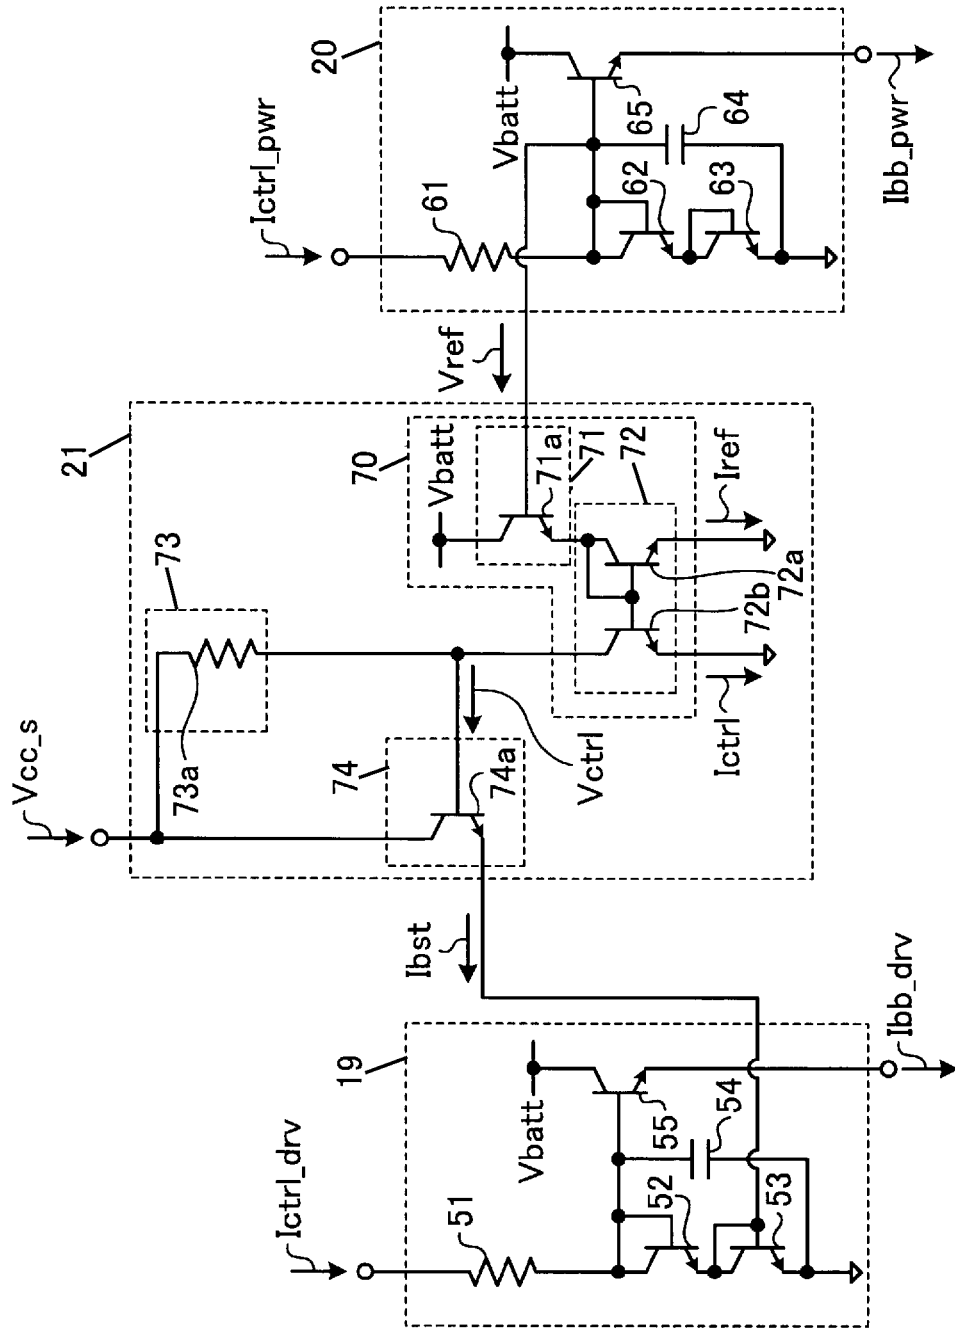 Ictrl_pwr
20
Vbatt
61
65
64
62
63
Ibb_pwr
Vref
21
70
Vbatt
71a
71
72
Iref
73
73a
72a
72b
Ictrl
Vcc_s
74
74a
Vctrl
Ibst
Ictrl_drv
19
Vbatt
51
55
54
52
53
Ibb_drv